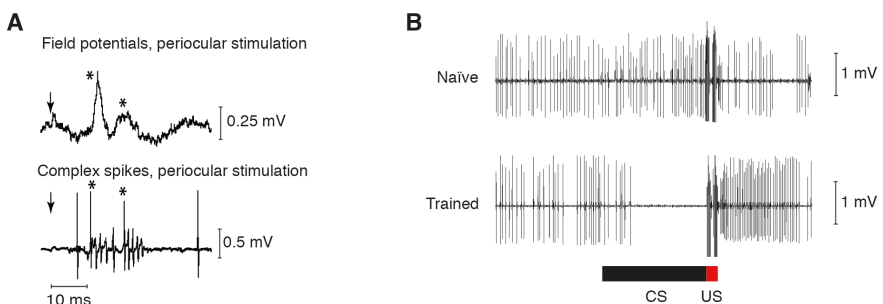 A
Field potentials, periocular stimulation
*
*
0.25 mV
Complex spikes, periocular stimulation
*
*
0.5 mV
10 ms
B
Naïve
1 mV
Trained
1 mV
CS US